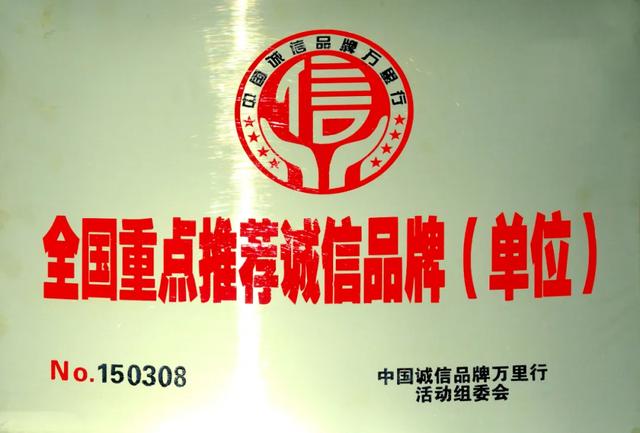 中国诚信品牌万里行
信
全国重点推荐诚信品牌（单位）
No.150308
中国诚信品牌万里行
活动组委会